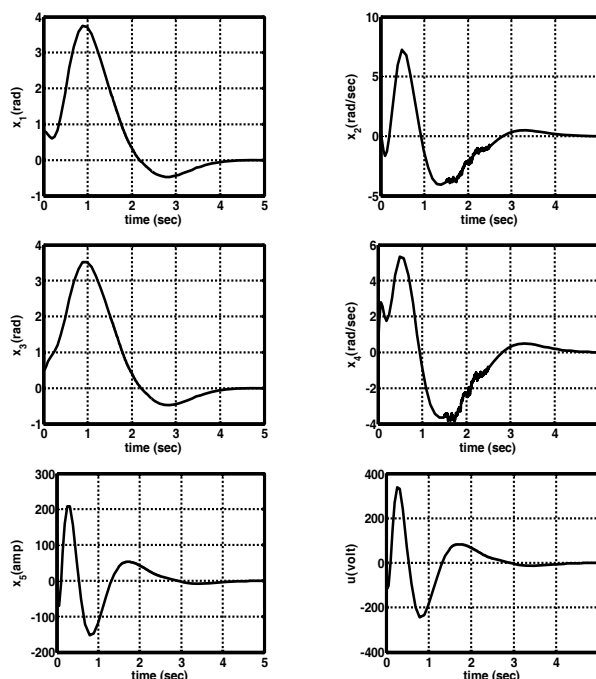 4
3
2
1
0
-1
0 1 2 3 4 5
time (sec)
x1(rad)
10
5
0
-5
0 1 2 3 4
time (sec)
x2(rad/sec)
4
3
2
1
0
-1
0 1 2 3 4 5
time (sec)
x3(rad)
6
4
2
0
-2
-4
0 1 2 3 4
time (sec)
x4(rad/sec)
300
200
100
0
-100
-200
0 1 2 3 4 5
time (sec)
x5(amp)
400
200
0
-200
-400
0 1 2 3 4
time (sec)
u(volt)